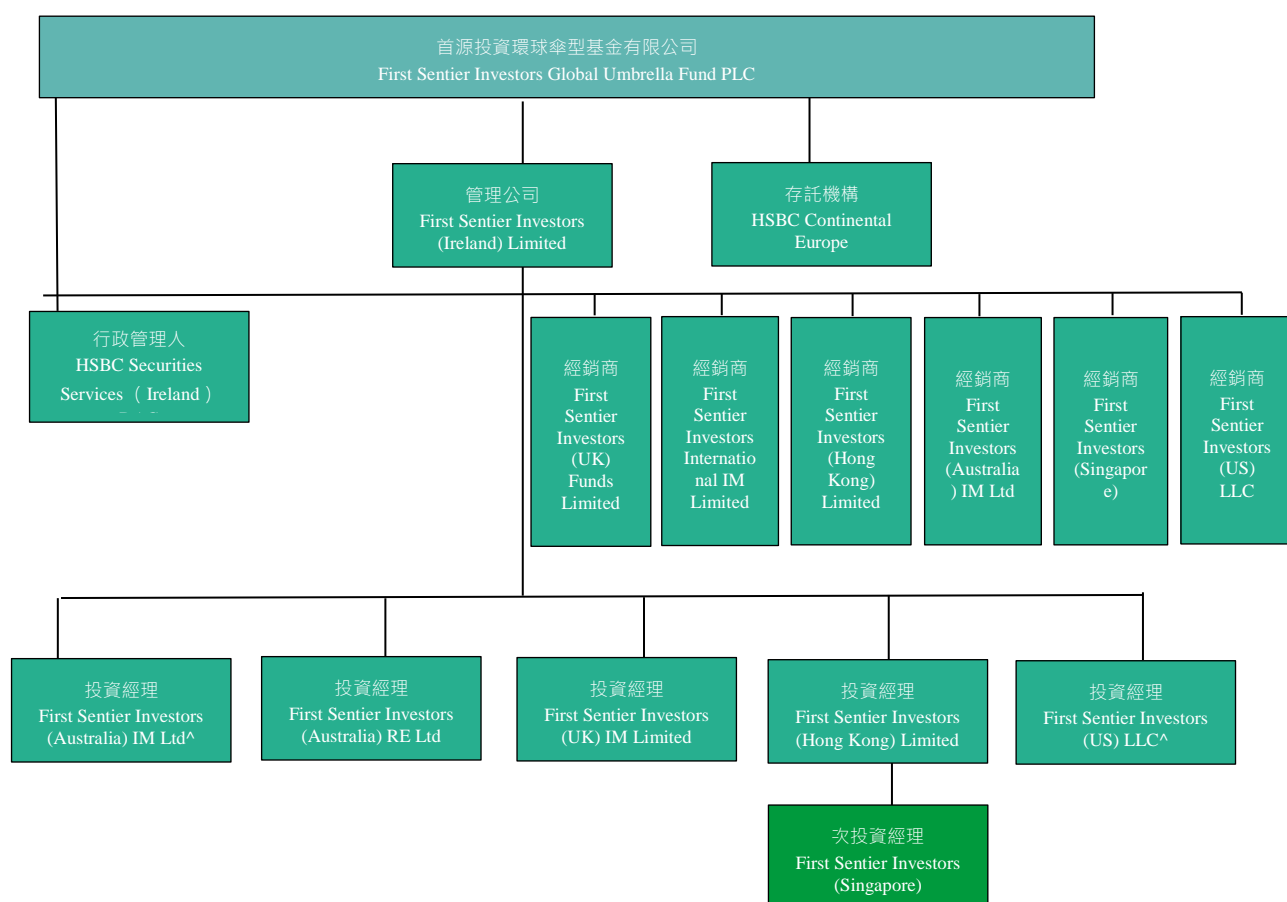 首源投資環球傘型基金有限公司
First Sentier Investors Global Umbrella Fund PLC
管理公司
First Sentier Investors
(Ireland) Limited
存託機構
HSBC Continental
Europe
行政管理人
HSBC Securities
Services （ Ireland ）
經銷商
First
Sentier
Investors
(UK)
Funds
Limited
經銷商
First
Sentier
Investors
Internatio
nal IM
Limited
經銷商
First
Sentier
Investors
(Hong
Kong)
Limited
經銷商
First
Sentier
Investors
(Australia
) IM Ltd
經銷商
First
Sentier
Investors
(Singapor
e)
經銷商
First
Sentier
Investors
(US)
LLC
投資經理
First Sentier Investors
(Australia) IM Ltd^
投資經理
First Sentier Investors
(Australia) RE Ltd
投資經理
First Sentier Investors
(UK) IM Limited
投資經理
First Sentier Investors
(Hong Kong) Limited
投資經理
First Sentier Investors
(US) LLC^
次投資經理
First Sentier Investors
(Singapore)